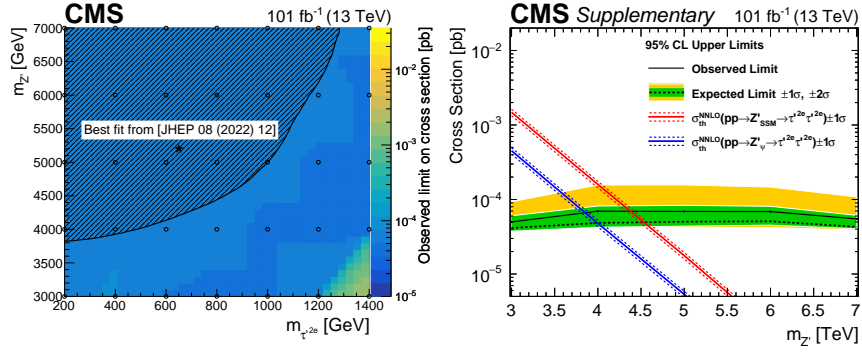 CMS 101 fb⁻¹ (13 TeV)
m_Z' [GeV]
7000
6000
5000
4000
3000
Best fit from [JHEP 08 (2022) 12]
200 400 600 800 1000 1200 1400
m_τ'²ᵉ [GeV]
10⁻²
10⁻³
10⁻⁴
10⁻⁵
Observed limit on cross section [pb]
CMS Supplementary 101 fb⁻¹ (13 TeV)
Cross Section [pb]
10⁻²
10⁻³
10⁻⁴
10⁻⁵
95% CL Upper Limits
Observed Limit
Expected Limit ±1σ, ±2σ
σ_th^NNLO(pp→Z'_SSM→τ'²ᵉτ'²ᵉ)±1σ
σ_th^NNLO(pp→Z'_ψ→τ'²ᵉτ'²ᵉ)±1σ
3 3.5 4 4.5 5 5.5 6 6.5 7
m_Z' [TeV]